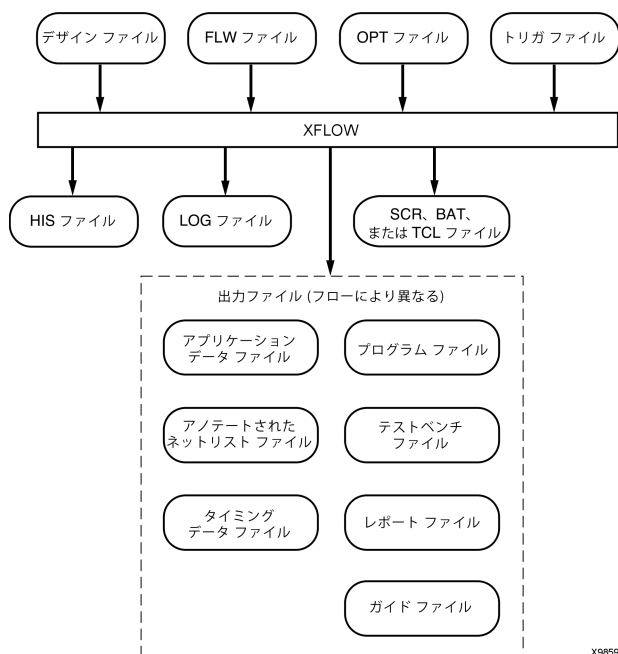 デザイン ファイル
FLW ファイル
OPT ファイル
トリガ ファイル
XFLOW
HIS ファイル
LOG ファイル
SCR、BAT、
または TCL ファイル
出力ファイル (フローにより異なる)
アプリケーション
データ ファイル
プログラム ファイル
アノテートされた
ネットリスト ファイル
テストベンチ
ファイル
タイミング
データ ファイル
レポート ファイル
ガイド ファイル
X9859